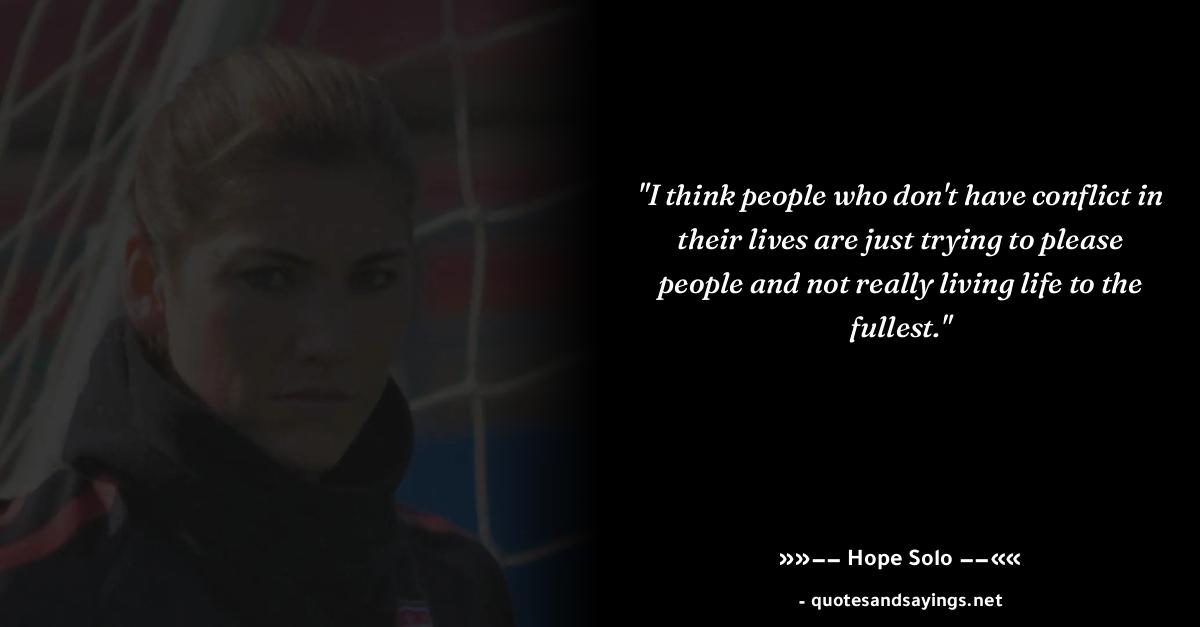 "I think people who don't have conflict in
their lives are just trying to please
people and not really living life to the
fullest."
»»—— Hope Solo ——««
- quotesandsayings.net